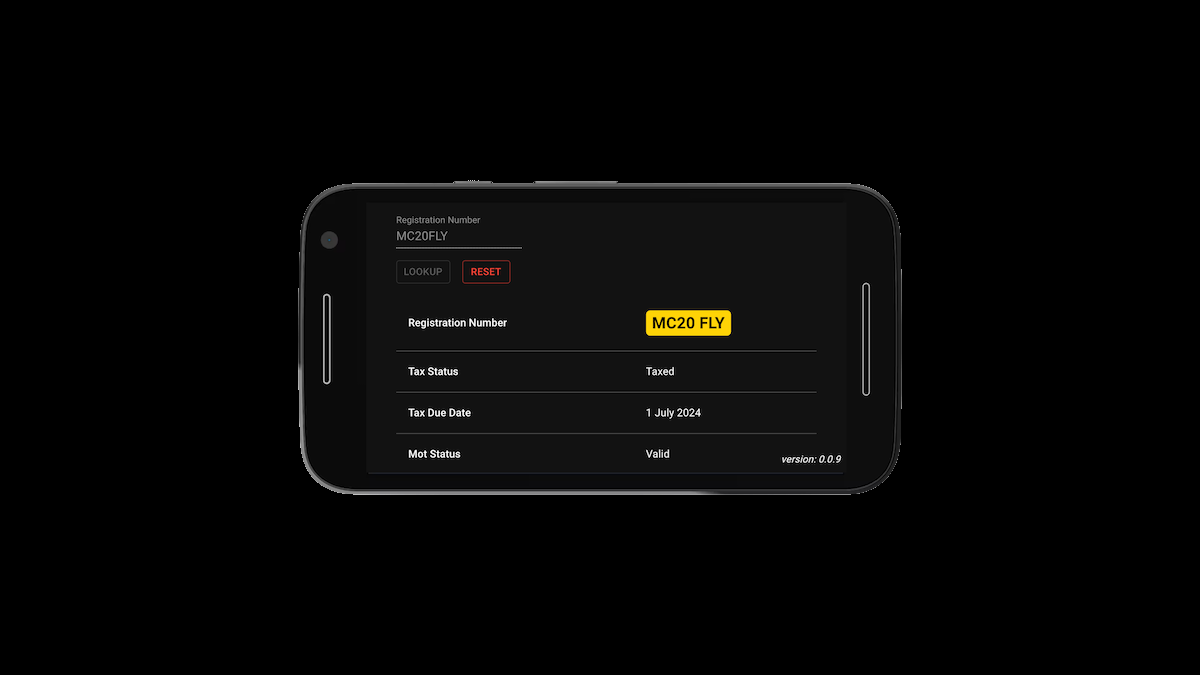 Registration Number
MC20FLY
LOOKUP RESET
Registration Number MC20 FLY
Tax Status Taxed
Tax Due Date 1 July 2024
Mot Status Valid
version: 0.0.9